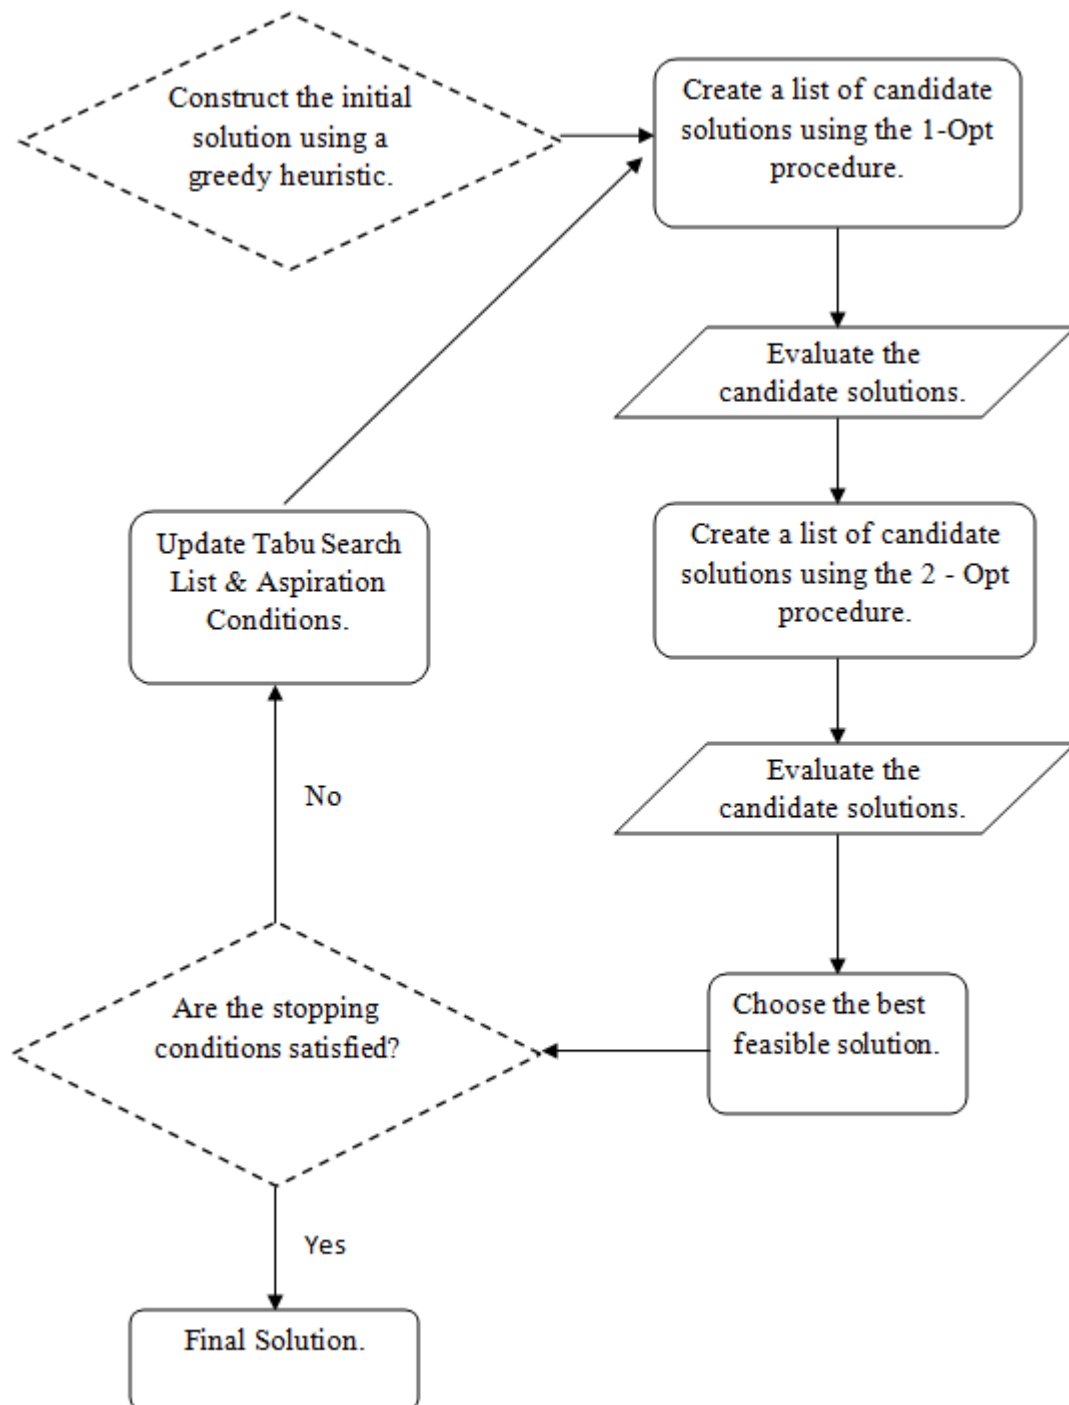 Construct the initial
solution using a
greedy heuristic.
Create a list of candidate
solutions using the 1-Opt
procedure.
Evaluate the
candidate solutions.
Create a list of candidate
solutions using the 2 - Opt
procedure.
Evaluate the
candidate solutions.
Choose the best
feasible solution.
Are the stopping
conditions satisfied?
No
Update Tabu Search
List & Aspiration
Conditions.
Yes
Final Solution.